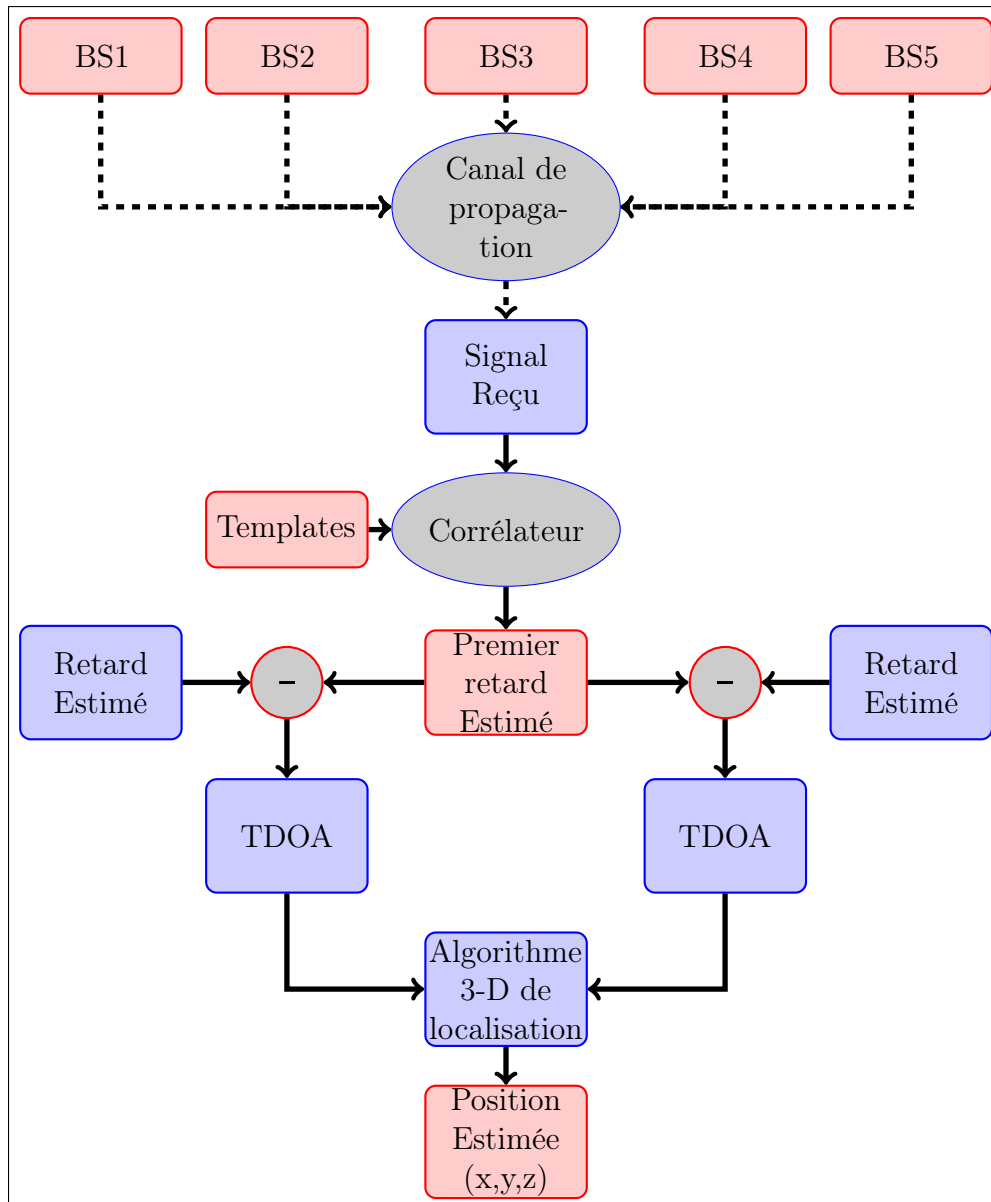 BS1
BS2
BS3
BS4
BS5
Canal de
propaga-
tion
Signal
Reçu
Templates
Corrélateur
Retard
Estimé
–
Premier
retard
Estimé
–
Retard
Estimé
TDOA
TDOA
Algorithme
3-D de
localisation
Position
Estimée
(x,y,z)